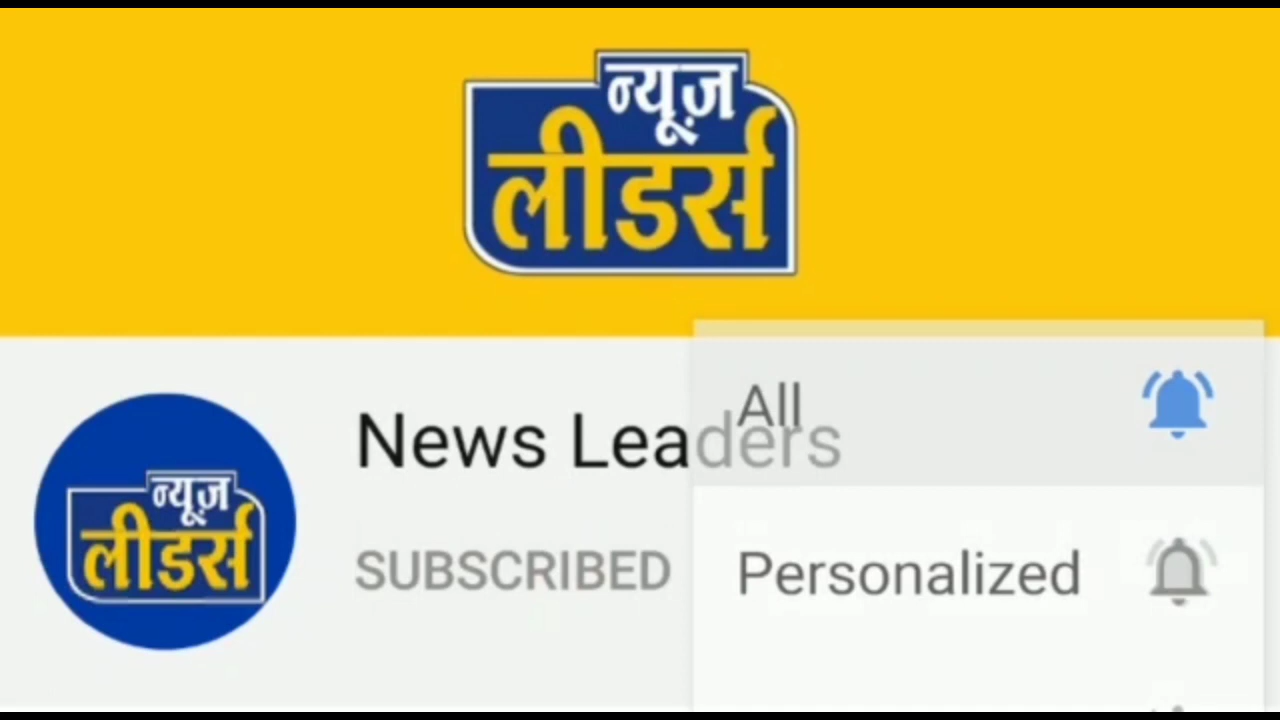 न्यूज़
लीडर्स
News Leaders
All
न्यूज़
लीडर्स
SUBSCRIBED
Personalized